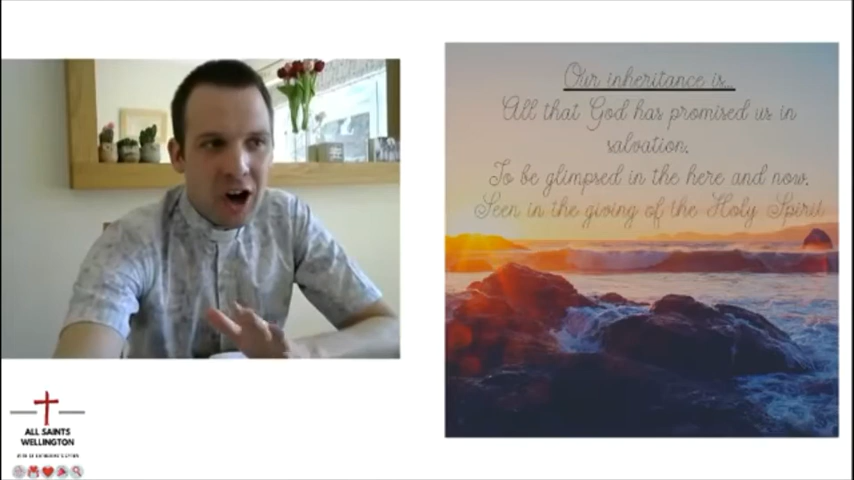 Our inheritance is...
All that God has promised us in
salvation.
To be glimpsed in the here and now.
Seen in the giving of the Holy Spirit.
ALL SAINTS
WELLINGTON